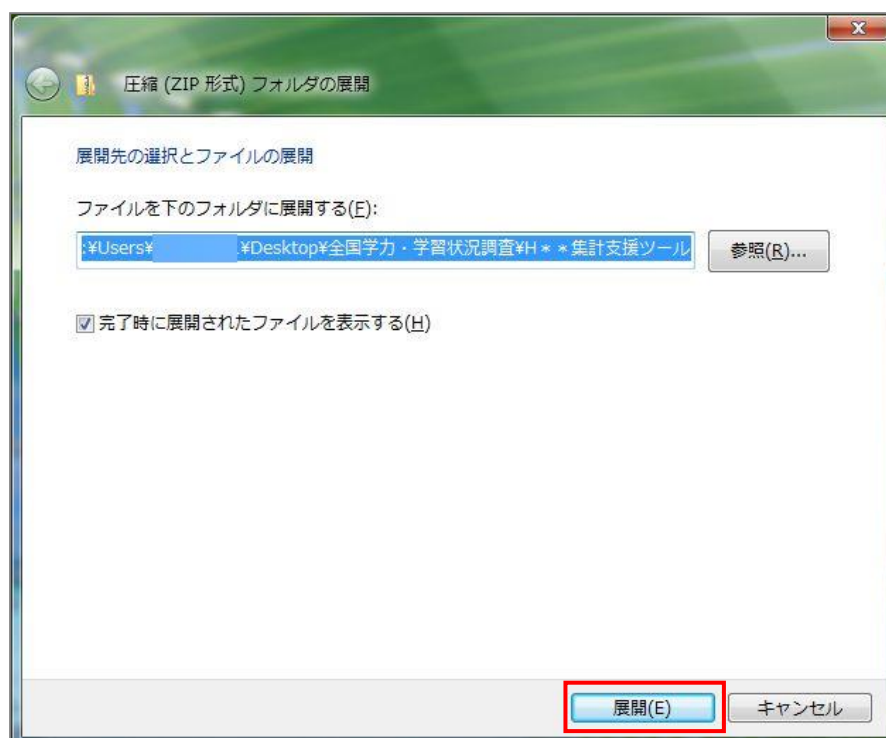 圧縮 (ZIP 形式) フォルダの展開
展開先の選択とファイルの展開
ファイルを下のフォルダに展開する(F):
:¥Users¥ ¥Desktop¥全国学力・学習状況調査¥H＊＊集計支援ツール
参照(R)...
完了時に展開されたファイルを表示する(H)
展開(E)
キャンセル